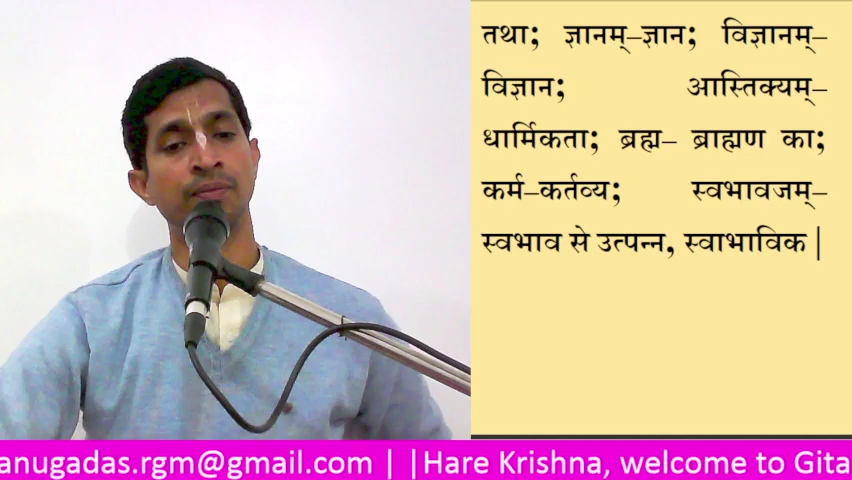 तथा; ज्ञानम्–ज्ञान; विज्ञानम्–
विज्ञान; आस्तिक्यम्–
धार्मिकता; ब्रह्म– ब्राह्मण का;
कर्म–कर्तव्य; स्वभावजम्–
स्वभाव से उत्पन्न, स्वाभाविक |
anugadas.rgm@gmail.com | |Hare Krishna, welcome to Gita